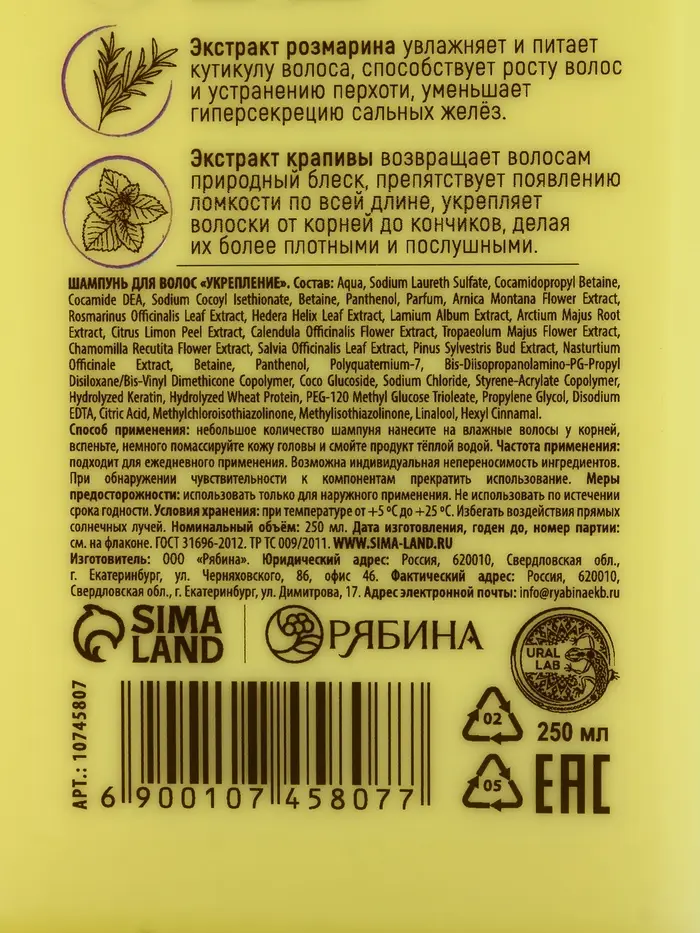 Экстракт розмарина увлажняет и питает
кутикулу волоса, способствует росту волос
и устранению перхоти, уменьшает
гиперсекрецию сальных желёз.
Экстракт крапивы возвращает волосам
природный блеск, препятствует появлению
ломкости по всей длине, укрепляет
волоски от корней до кончиков, делая
их более плотными и послушными.
ШАМПУНЬ ДЛЯ ВОЛОС «УКРЕПЛЕНИЕ». Состав: Aqua, Sodium Laureth Sulfate, Cocamidopropyl Betaine,
Cocamide DEA, Sodium Cocoyl Isethionate, Betaine, Panthenol, Parfum, Arnica Montana Flower Extract,
Rosmarinus Officinalis Leaf Extract, Hedera Helix Leaf Extract, Lamium Album Extract, Arctium Majus Root
Extract, Citrus Limon Peel Extract, Calendula Officinalis Flower Extract, Tropaeolum Majus Flower Extract,
Chamomilla Recutita Flower Extract, Salvia Officinalis Leaf Extract, Pinus Sylvestris Bud Extract, Nasturtium
Officinale Extract, Betaine, Panthenol, Polyquaternium-7, Bis-Diisopropanolamino-PG-Propyl
Disiloxane/Bis-Vinyl Dimethicone Copolymer, Coco Glucoside, Sodium Chloride, Styrene-Acrylate Copolymer,
Hydrolyzed Keratin, Hydrolyzed Wheat Protein, PEG-120 Methyl Glucose Trioleate, Propylene Glycol, Disodium
EDTA, Citric Acid, Methylchloroisothiazolinone, Methylisothiazolinone, Linalool, Hexyl Cinnamal.
Способ применения: небольшое количество шампуня нанесите на влажные волосы у корней,
вспеньте, немного помассируйте кожу головы и смойте продукт тёплой водой. Частота применения:
подходит для ежедневного применения. Возможна индивидуальная непереносимость ингредиентов.
При обнаружении чувствительности к компонентам прекратить использование. Меры
предосторожности: использовать только для наружного применения. Не использовать по истечении
срока годности. Условия хранения: при температуре от +5 °C до +25 °C. Избегать воздействия прямых
солнечных лучей. Номинальный объём: 250 мл. Дата изготовления, годен до, номер партии:
см. на флаконе. ГОСТ 31696-2012. ТР ТС 009/2011. WWW.SIMA-LAND.RU
Изготовитель: ООО «Рябина». Юридический адрес: Россия, 620010, Свердловская обл.,
г. Екатеринбург, ул. Черняховского, 86, офис 46. Фактический адрес: Россия, 620010,
Свердловская обл., г. Екатеринбург, ул. Димитрова, 17. Адрес электронной почты: info@ryabinaekb.ru
SIMA LAND
РЯБИНА
URAL LAB
АРТ.: 10745807
6 900107 458077
02
250 мл
05
EAC